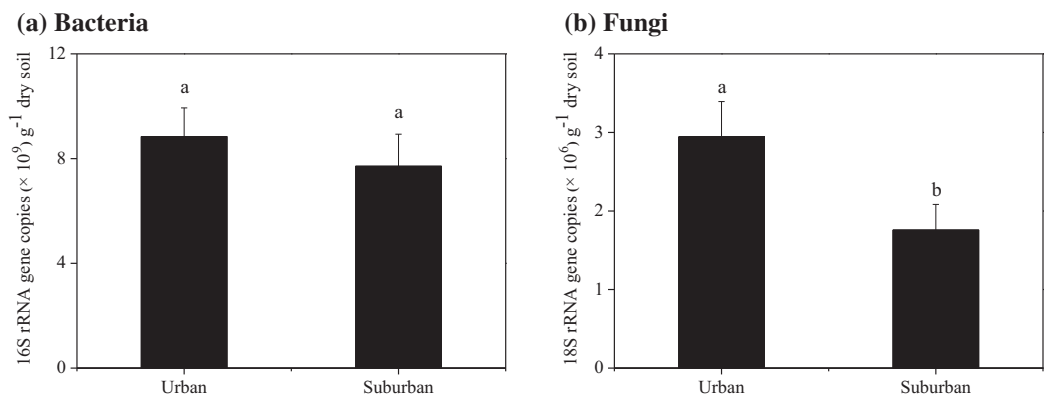 (a) Bacteria
16S rRNA gene copies (× 10⁹) g⁻¹ dry soil
12
8
4
0
a
a
Urban
Suburban
(b) Fungi
18S rRNA gene copies (× 10⁶) g⁻¹ dry soil
4
3
2
1
0
a
b
Urban
Suburban